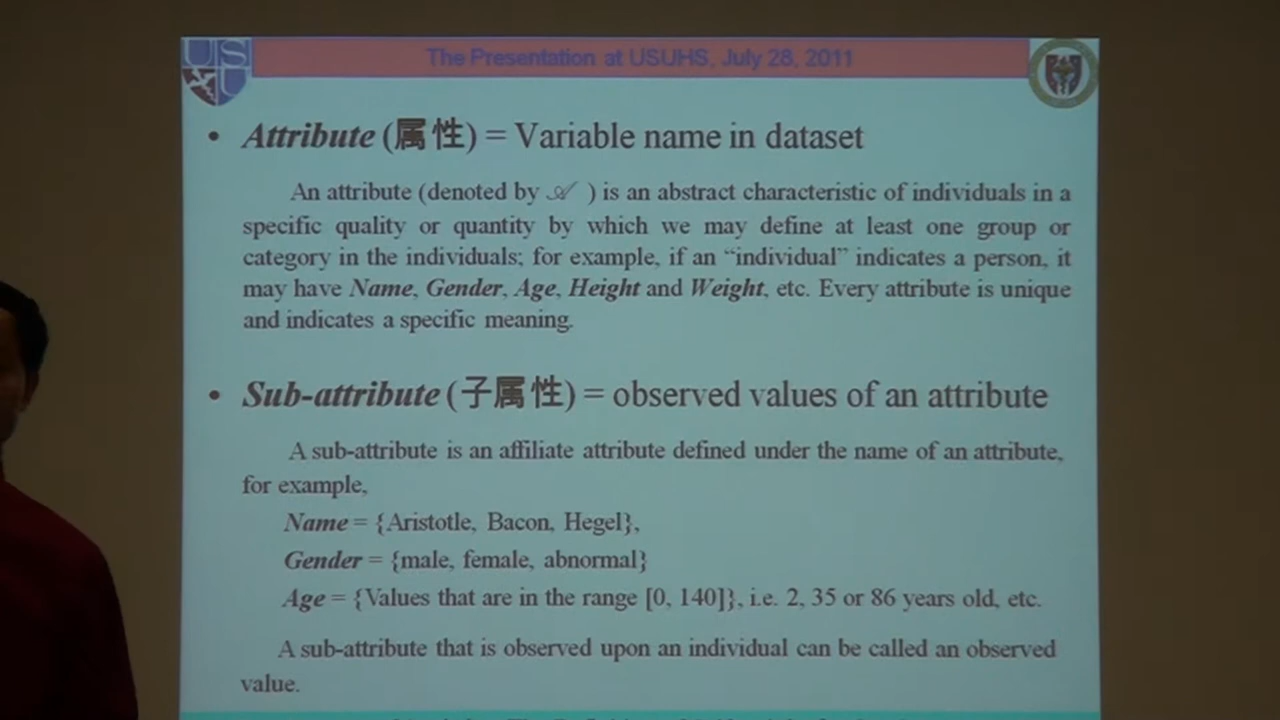 The Presentation at USUHS, July 28, 2011
USU
• Attribute (属性) = Variable name in dataset
An attribute (denoted by 𝒜 ) is an abstract characteristic of individuals in a
specific quality or quantity by which we may define at least one group or
category in the individuals; for example, if an “individual” indicates a person, it
may have Name, Gender, Age, Height and Weight, etc. Every attribute is unique
and indicates a specific meaning.
• Sub-attribute (子属性) = observed values of an attribute
A sub-attribute is an affiliate attribute defined under the name of an attribute,
for example,
Name = {Aristotle, Bacon, Hegel},
Gender = {male, female, abnormal}
Age = {Values that are in the range [0, 140]}, i.e. 2, 35 or 86 years old, etc.
A sub-attribute that is observed upon an individual can be called an observed
value.